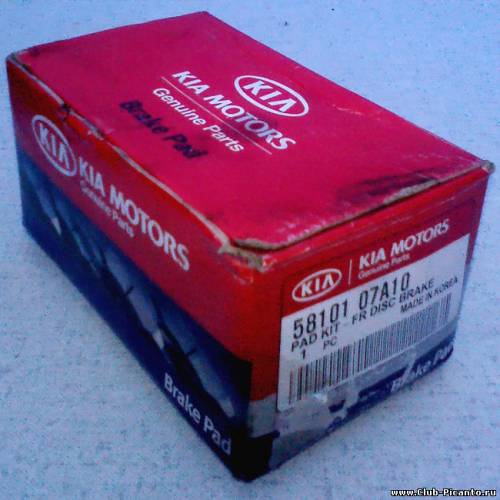 KIA
KIA MOTORS
Genuine Parts
Brake Pad
KIA
KIA MOTORS
Genuine Parts
Brake Pad
KIA
KIA MOTORS
Genuine Parts
58101 07A10
PAD KIT - FR DISC BRAKE
1 PC
MADE IN KOREA
Brake Pad
www.Club-Picanto.ru